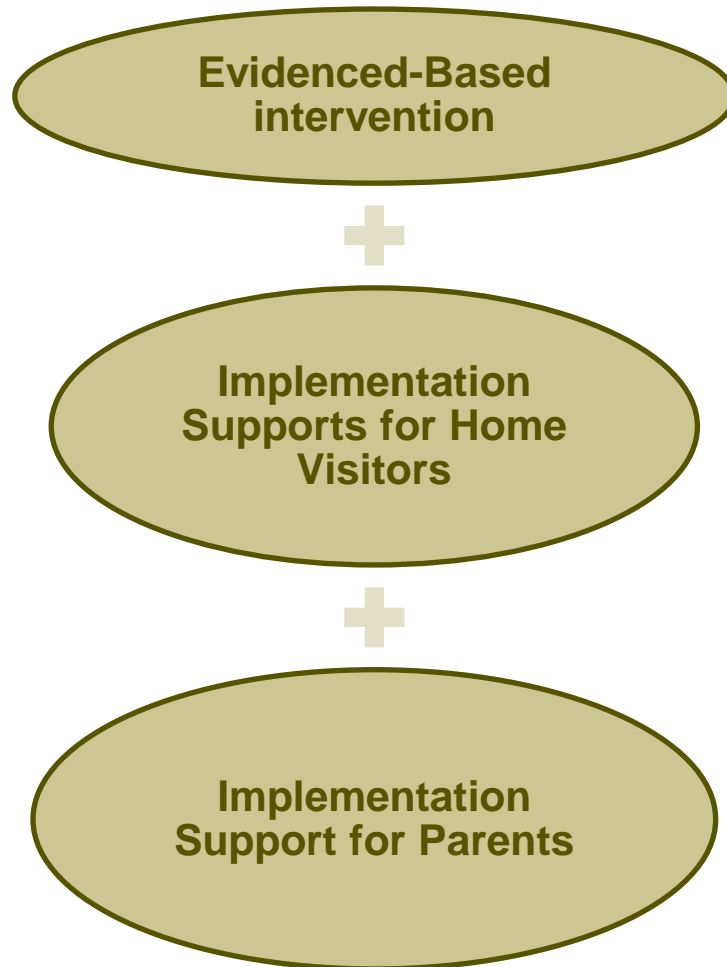 Evidenced-Based
intervention
Implementation
Supports for Home
Visitors
Implementation
Support for Parents